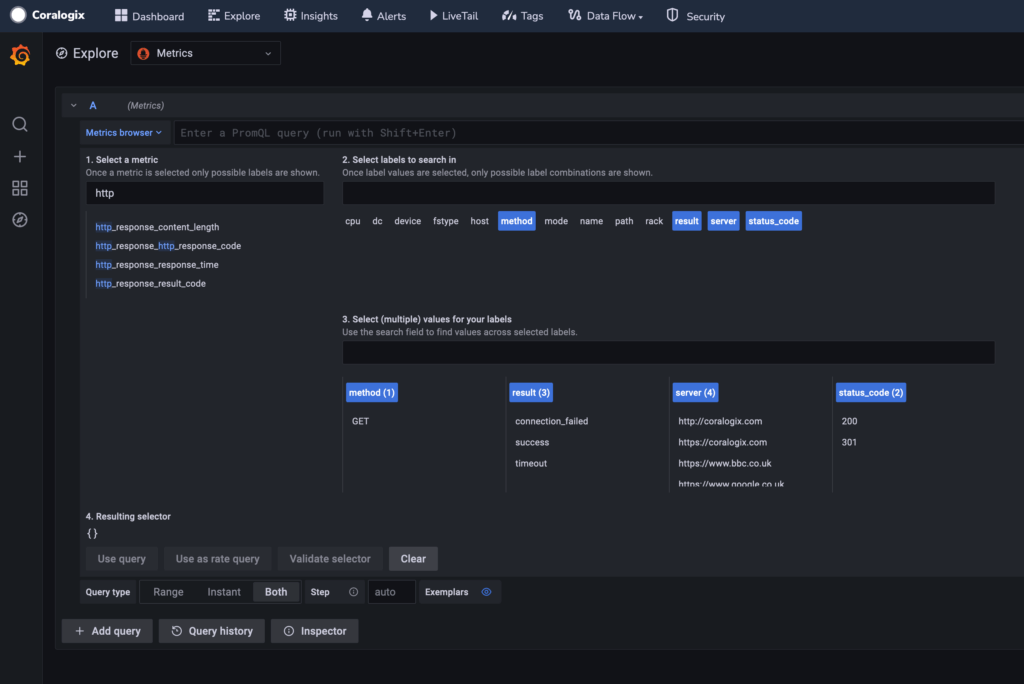 Coralogix Dashboard Explore Insights Alerts LiveTail Tags Data Flow Security
Explore Metrics
A (Metrics)
Metrics browser Enter a PromQL query (run with Shift+Enter)
1. Select a metric
Once a metric is selected only possible labels are shown.
http
http_response_content_length
http_response_http_response_code
http_response_response_time
http_response_result_code
2. Select labels to search in
Once label values are selected, only possible label combinations are shown.
cpu dc device fstype host method mode name path rack result server status_code
3. Select (multiple) values for your labels
Use the search field to find values across selected labels.
method (1) result (3) server (4) status_code (2)
GET connection_failed http://coralogix.com 200
success https://coralogix.com 301
timeout https://www.bbc.co.uk
https://www.google.co.uk
4. Resulting selector
{}
Use query Use as rate query Validate selector Clear
Query type Range Instant Both Step auto Exemplars
+ Add query Query history Inspector